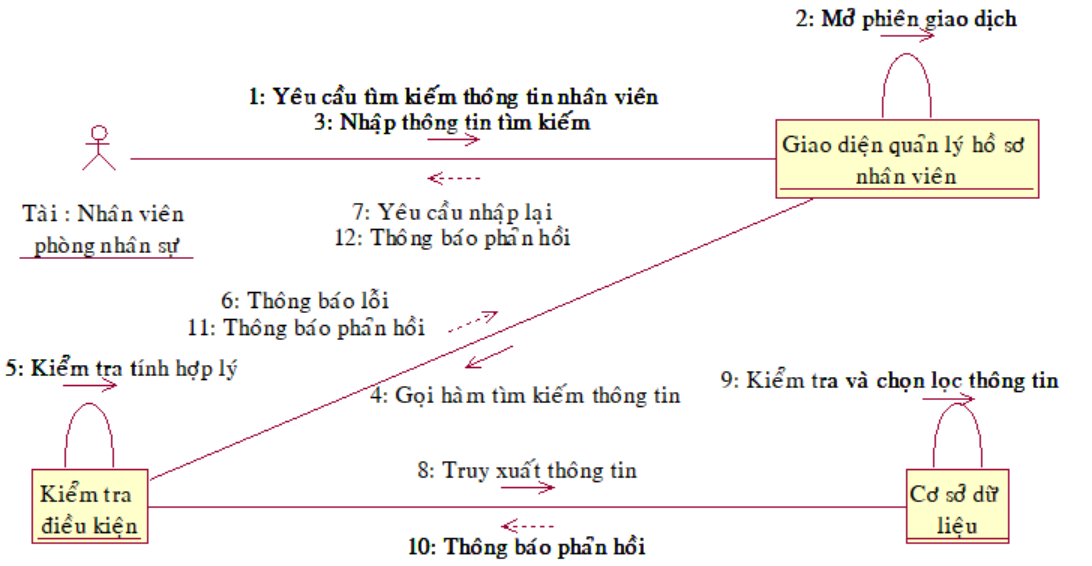 2: Mở phiên giao dịch
1: Yêu cầu tìm kiếm thông tin nhân viên
3: Nhập thông tin tìm kiếm
Giao diện quản lý hồ sơ
nhân viên
Tài : Nhân viên
phòng nhân sự
7: Yêu cầu nhập lại
12: Thông báo phản hồi
6: Thông báo lỗi
11: Thông báo phản hồi
5: Kiểm tra tính hợp lý
4: Gọi hàm tìm kiếm thông tin
9: Kiểm tra và chọn lọc thông tin
8: Truy xuất thông tin
Kiểm tra
điều kiện
Cơ sở dữ
liệu
10: Thông báo phản hồi